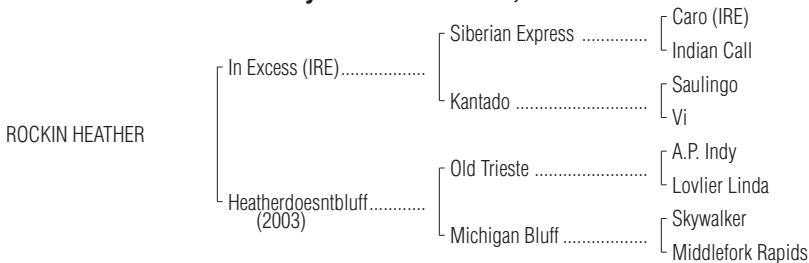 Caro (IRE)
Siberian Express ..............
Indian Call
In Excess (IRE)..................
Saulingo
Kantado ............................
Vi
ROCKIN HEATHER
A.P. Indy
Old Trieste ........................
Lovlier Linda
Heatherdoesntbluff............
(2003)
Skywalker
Michigan Bluff ..................
Middlefork Rapids